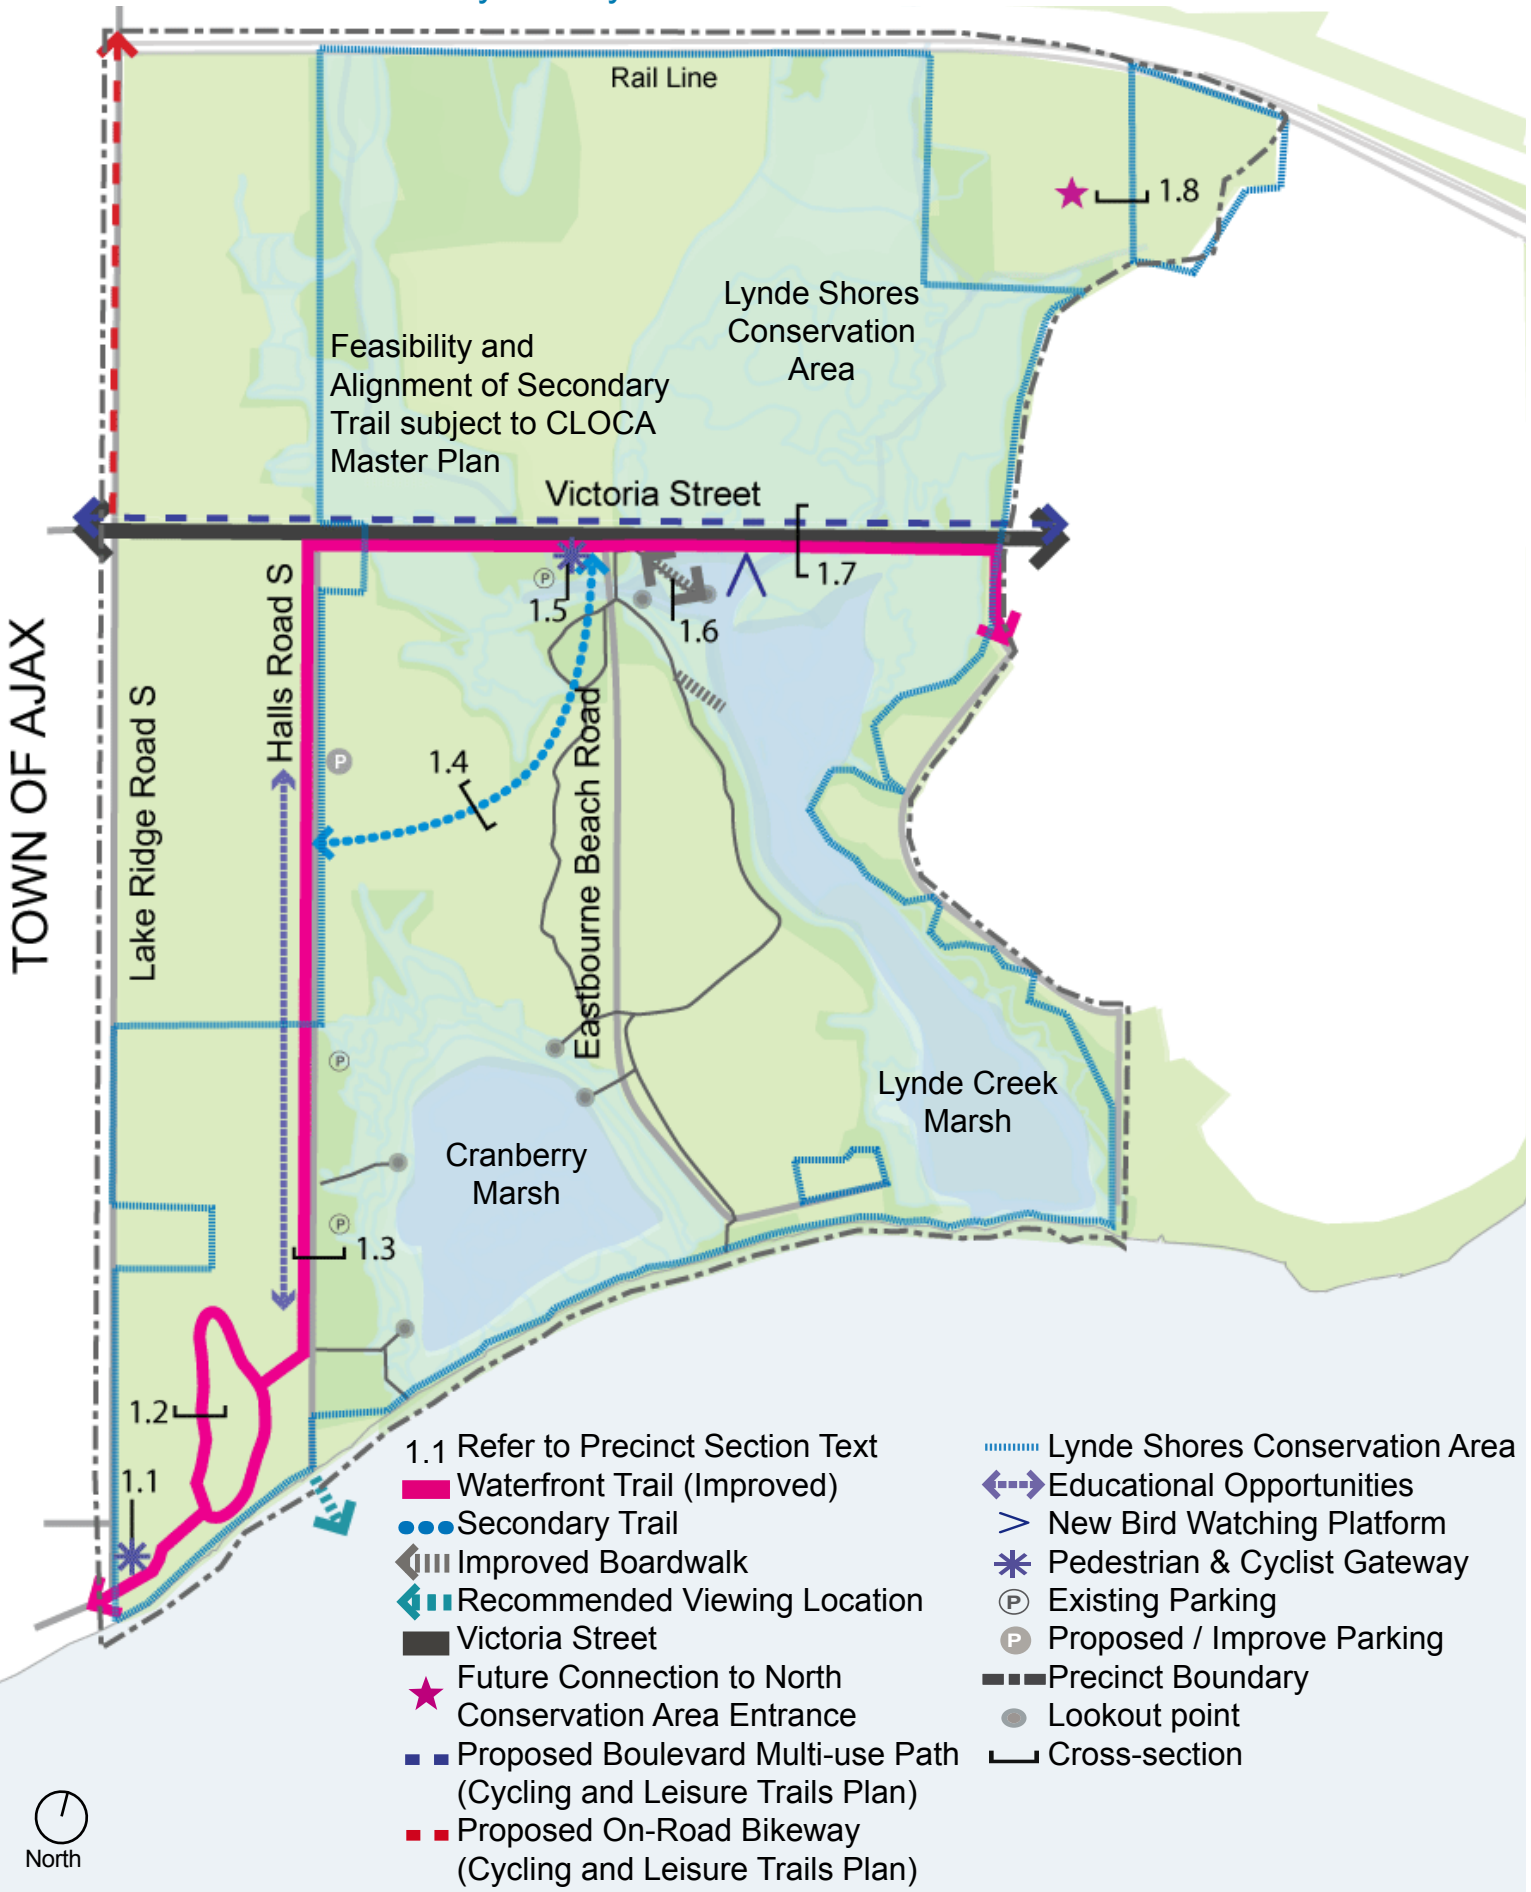 Rail Line
1.8
Lynde Shores
Conservation
Area
Feasibility and
Alignment of Secondary
Trail subject to CLOCA
Master Plan
Victoria Street
P
1.5
1.6
1.7
Halls Road S
TOWN OF AJAX
Lake Ridge Road S
Eastbourne Beach Road
P
1.4
P
Lynde Creek
Marsh
Cranberry
Marsh
P
1.3
1.2
1.1
1.1 Refer to Precinct Section Text
Waterfront Trail (Improved)
Secondary Trail
Improved Boardwalk
Recommended Viewing Location
Victoria Street
Future Connection to North
Conservation Area Entrance
Proposed Boulevard Multi-use Path
(Cycling and Leisure Trails Plan)
Proposed On-Road Bikeway
(Cycling and Leisure Trails Plan)
Lynde Shores Conservation Area
Educational Opportunities
New Bird Watching Platform
Pedestrian & Cyclist Gateway
P Existing Parking
P Proposed / Improve Parking
Precinct Boundary
Lookout point
Cross-section
North